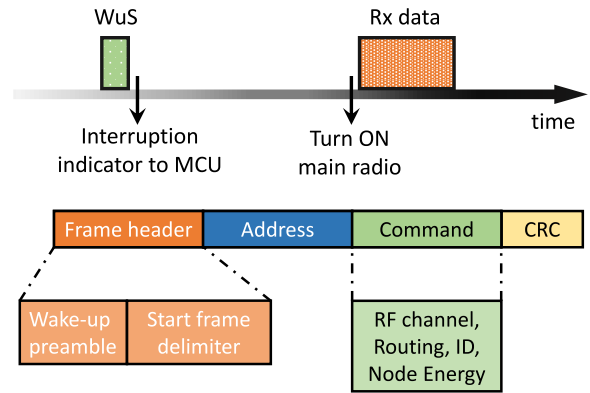 WuS
Rx data
time
Interruption
indicator to MCU
Turn ON
main radio
Frame header
Address
Command
CRC
Wake-up
preamble
Start frame
delimiter
RF channel,
Routing, ID,
Node Energy